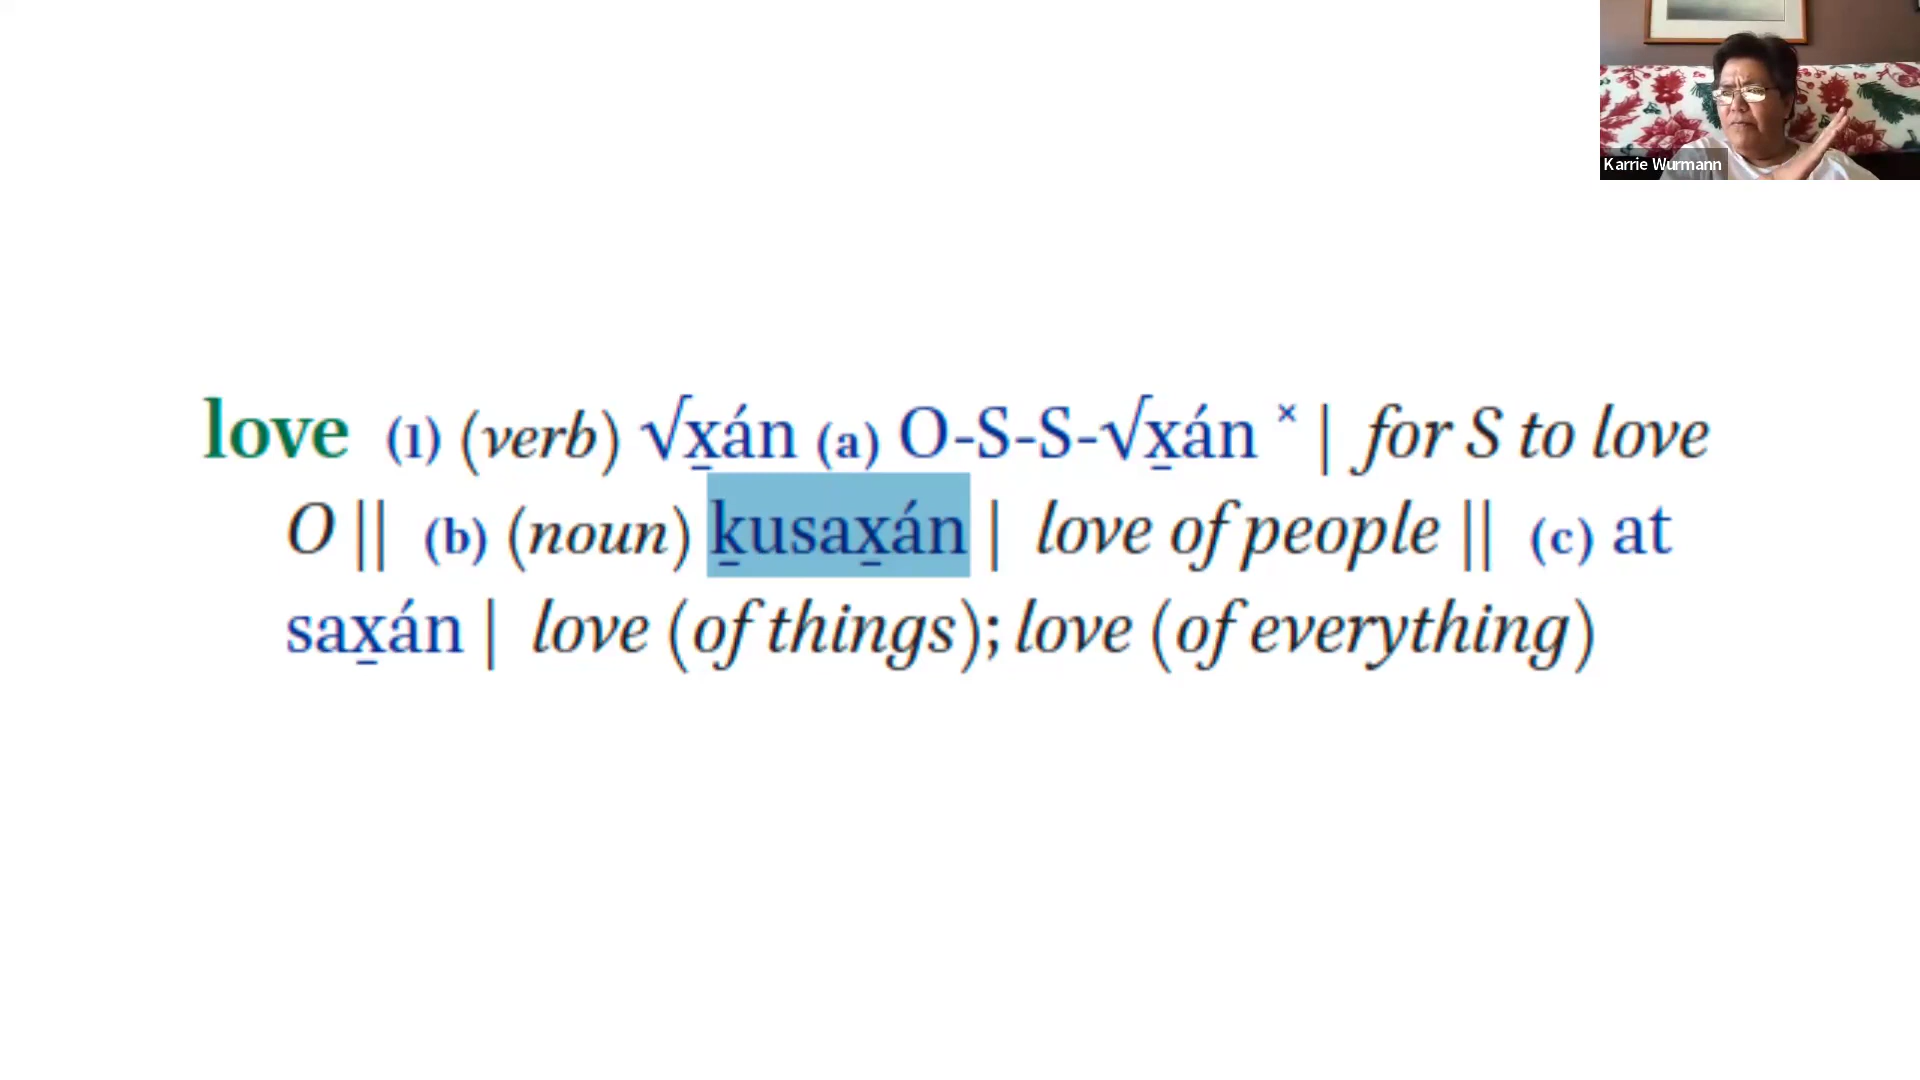 Karrie Wurmann
love (1) (verb) √x̱án (a) O-S-S-√x̱án ˣ | for S to love
O || (b) (noun) ḵusax̱án | love of people || (c) at
sax̱án | love (of things); love (of everything)